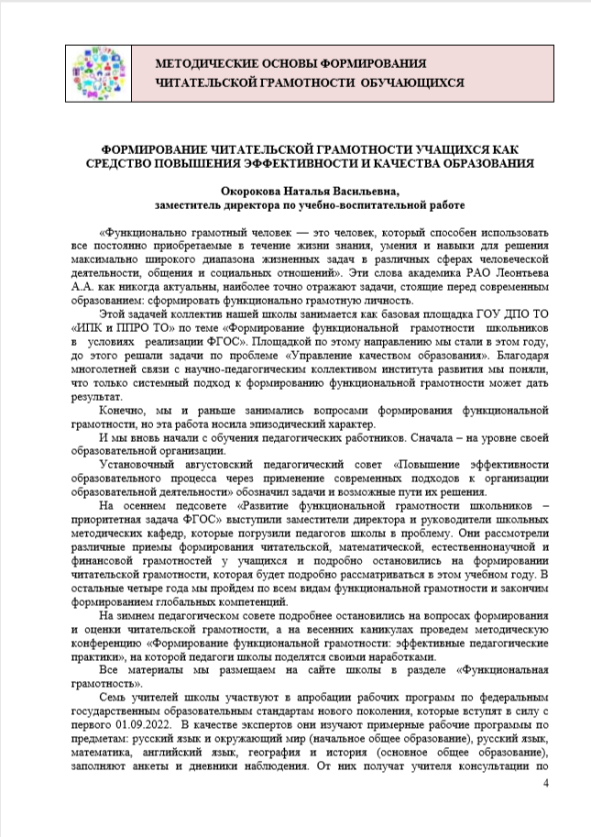 МЕТОДИЧЕСКИЕ ОСНОВЫ ФОРМИРОВАНИЯ
ЧИТАТЕЛЬСКОЙ ГРАМОТНОСТИ ОБУЧАЮЩИХСЯ
ФОРМИРОВАНИЕ ЧИТАТЕЛЬСКОЙ ГРАМОТНОСТИ УЧАЩИХСЯ КАК
СРЕДСТВО ПОВЫШЕНИЯ ЭФФЕКТИВНОСТИ И КАЧЕСТВА ОБРАЗОВАНИЯ
Окорокова Наталья Васильевна,
заместитель директора по учебно-воспитательной работе
«Функционально грамотный человек — это человек, который способен использовать
все постоянно приобретаемые в течение жизни знания, умения и навыки для решения
максимально широкого диапазона жизненных задач в различных сферах человеческой
деятельности, общения и социальных отношений». Эти слова академика РАО Леонтьева
А.А. как никогда актуальны, наиболее точно отражают задачи, стоящие перед современным
образованием: сформировать функционально грамотную личность.
Этой задачей коллектив нашей школы занимается как базовая площадка ГОУ ДПО ТО
«ИПК и ППРО ТО» по теме «Формирование функциональной грамотности школьников
в условиях реализации ФГОС». Площадкой по этому направлению мы стали в этом году,
до этого решали задачи по проблеме «Управление качеством образования». Благодаря
многолетней связи с научно-педагогическим коллективом института развития мы поняли,
что только системный подход к формированию функциональной грамотности может дать
результат.
Конечно, мы и раньше занимались вопросами формирования функциональной
грамотности, но эта работа носила эпизодический характер.
И мы вновь начали с обучения педагогических работников. Сначала – на уровне своей
образовательной организации.
Установочный августовский педагогический совет «Повышение эффективности
образовательного процесса через применение современных подходов к организации
образовательной деятельности» обозначил задачи и возможные пути их решения.
На осеннем педсовете «Развитие функциональной грамотности школьников –
приоритетная задача ФГОС» выступили заместители директора и руководители школьных
методических кафедр, которые погрузили педагогов школы в проблему. Они рассмотрели
различные приемы формирования читательской, математической, естественнонаучной и
финансовой грамотностей у учащихся и подробно остановились на формировании
читательской грамотности, которая будет подробно рассматриваться в этом учебном году. В
остальные четыре года мы пройдем по всем видам функциональной грамотности и закончим
формированием глобальных компетенций.
На зимнем педагогическом совете подробнее остановились на вопросах формирования
и оценки читательской грамотности, а на весенних каникулах проведем методическую
конференцию «Формирование функциональной грамотности: эффективные педагогические
практики», на которой педагоги школы поделятся своими наработками.
Все материалы мы размещаем на сайте школы в разделе «Функциональная
грамотность».
Семь учителей школы участвуют в апробации рабочих программ по федеральным
государственным образовательным стандартам нового поколения, которые вступят в силу с
первого 01.09.2022. В качестве экспертов они изучают примерные рабочие программы по
предметам: русский язык и окружающий мир (начальное общее образование), русский язык,
математика, английский язык, география и история (основное общее образование),
заполняют анкеты и дневники наблюдения. От них получат учителя консультации по
4